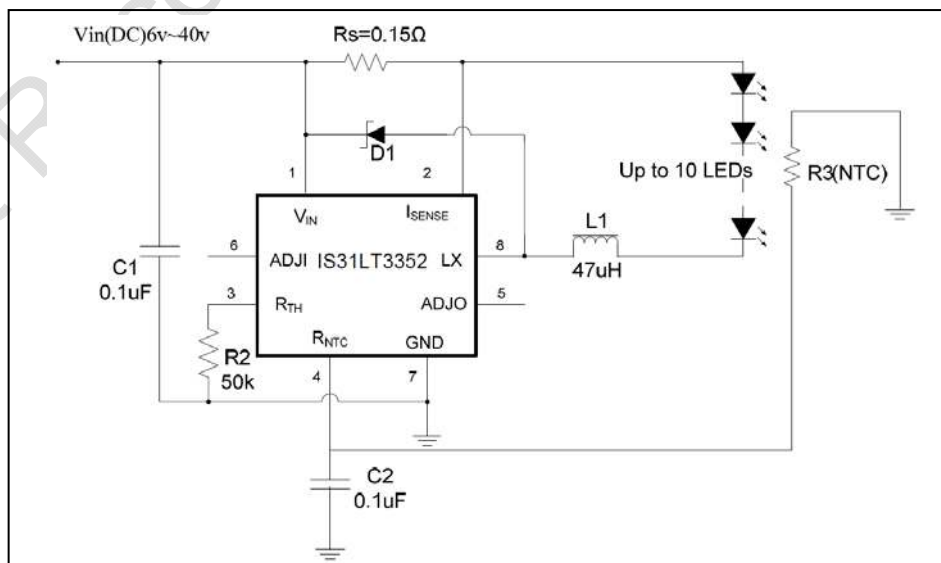 Vin(DC)6v~40v
Rs=0.15Ω
D1
1
2
Up to 10 LEDs
R3(NTC)
VIN
ISENSE
L1
6
ADJI
IS31LT3352
LX
8
47uH
C1
0.1uF
3
RTH
ADJO
5
RNTC
GND
R2
50k
4
7
C2
0.1uF